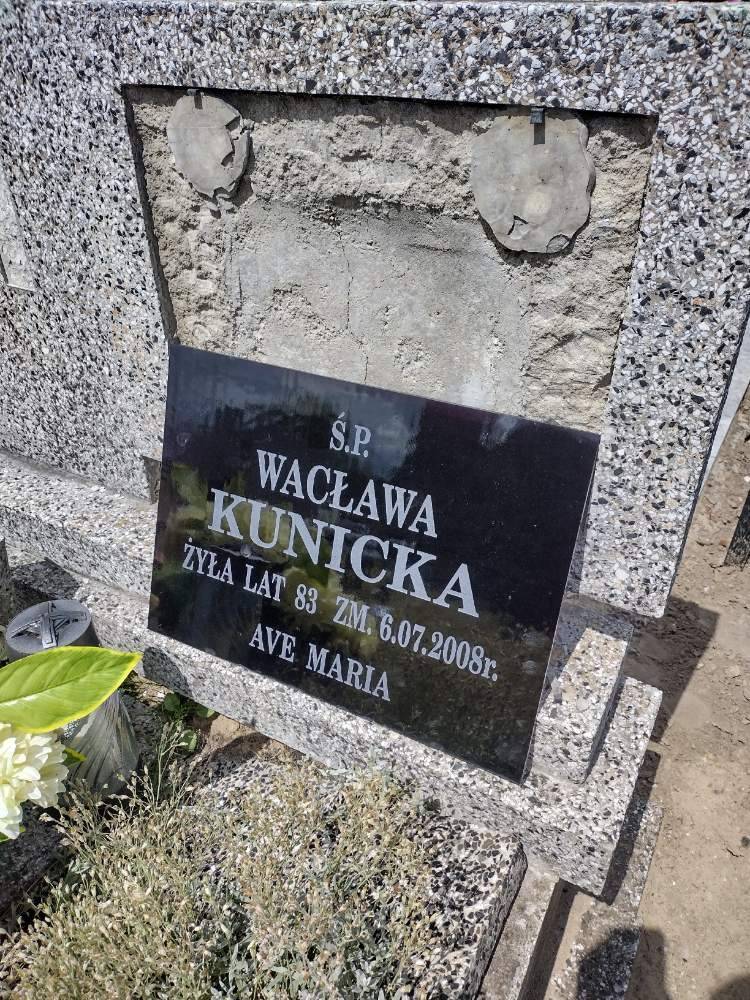 Ś.P.
WACŁAWA
KUNICKA
ŻYŁA LAT 83 ZM. 6.07.2008r.
AVE MARIA